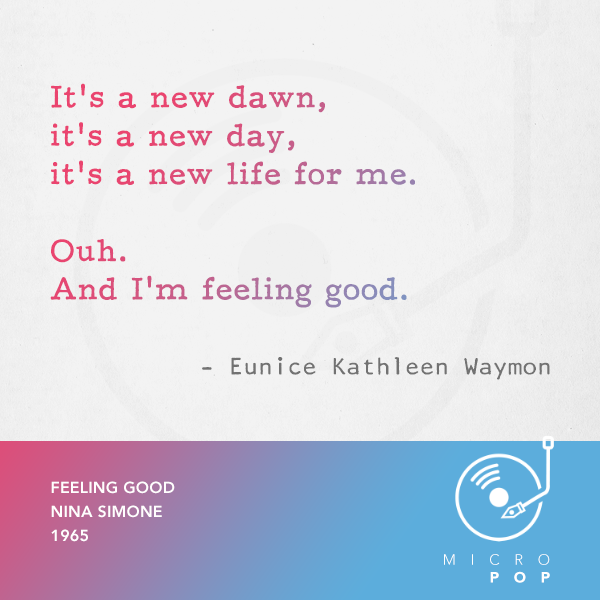 It's a new dawn,
it's a new day,
it's a new life for me.
Ouh.
And I'm feeling good.
- Eunice Kathleen Waymon
FEELING GOOD
NINA SIMONE
1965
MICRO
POP